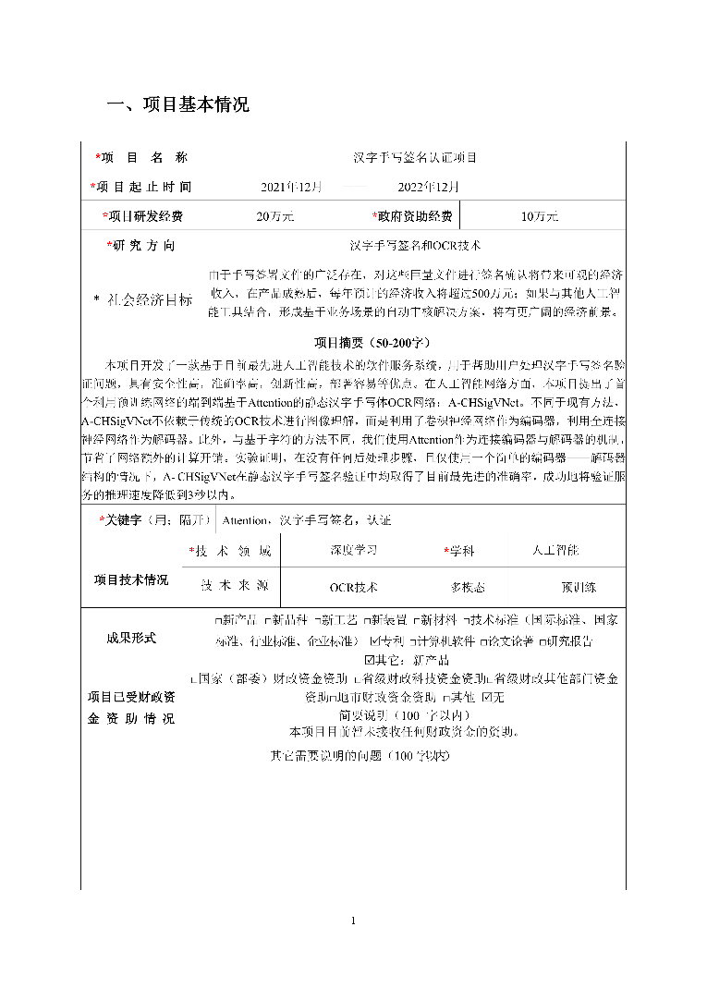 一、项目基本情况
*项 目 名 称 汉字手写签名认证项目
*项 目 起 止 时 间 2021年12月 —— 2022年12月
*项目研发经费 20万元 *政府资助经费 10万元
*研 究 方 向 汉字手写签名和OCR技术
* 社会经济目标
由于手写签署文件的广泛存在，对这些巨量文件进行签名确认将带来可观的经济
收入，在产品成熟后，每年预计的经济收入将超过500万元；如果与其他人工智
能工具结合，形成基于业务场景的自动审核解决方案，将有更广阔的经济前景。
项目摘要（50-200字）
本项目开发了一款基于目前最先进人工智能技术的软件服务系统，用于帮助用户处理汉字手写签名验
证问题，具有安全性高，准确率高，创新性高，部署容易等优点。在人工智能网络方面，本项目提出了首
个利用预训练网络的端到端基于Attention的静态汉字手写体OCR网络：A-CHSigVNet。不同于现有方法，
A-CHSigVNet不依赖于传统的OCR技术进行图像理解，而是利用了卷积神经网络作为编码器，利用全连接
神经网络作为解码器。此外，与基于字符的方法不同，我们使用Attention作为连接编码器与解码器的机制，
节省了网络额外的计算开销。实验证明，在没有任何后处理步骤，且仅使用一个简单的编码器——解码器
结构的情况下，A- CHSigVNet在静态汉字手写签名验证中均取得了目前最先进的准确率，成功地将验证服
务的推理速度降低到3秒以内。
*关键字（用；隔开） Attention，汉字手写签名，认证
项目技术情况
*技 术 领 域 深度学习 *学科 人工智能
技 术 来 源 OCR技术 多模态 预训练
成果形式
□新产品 □新品种 □新工艺 □新装置 □新材料 □技术标准（国际标准、国家
标准、行业标准、企业标准） ☑专利 □计算机软件 □论文论著 □研究报告
☑其它：新产品
项目已受财政资
金 资 助 情 况
□国家（部委）财政资金资助 □省级财政科技资金资助□省级财政其他部门资金
资助□地市财政资金资助 □其他 ☑无
简要说明（100 字以内）
本项目目前暂未接收任何财政资金的资助。
其它需要说明的问题（100字以内）
1